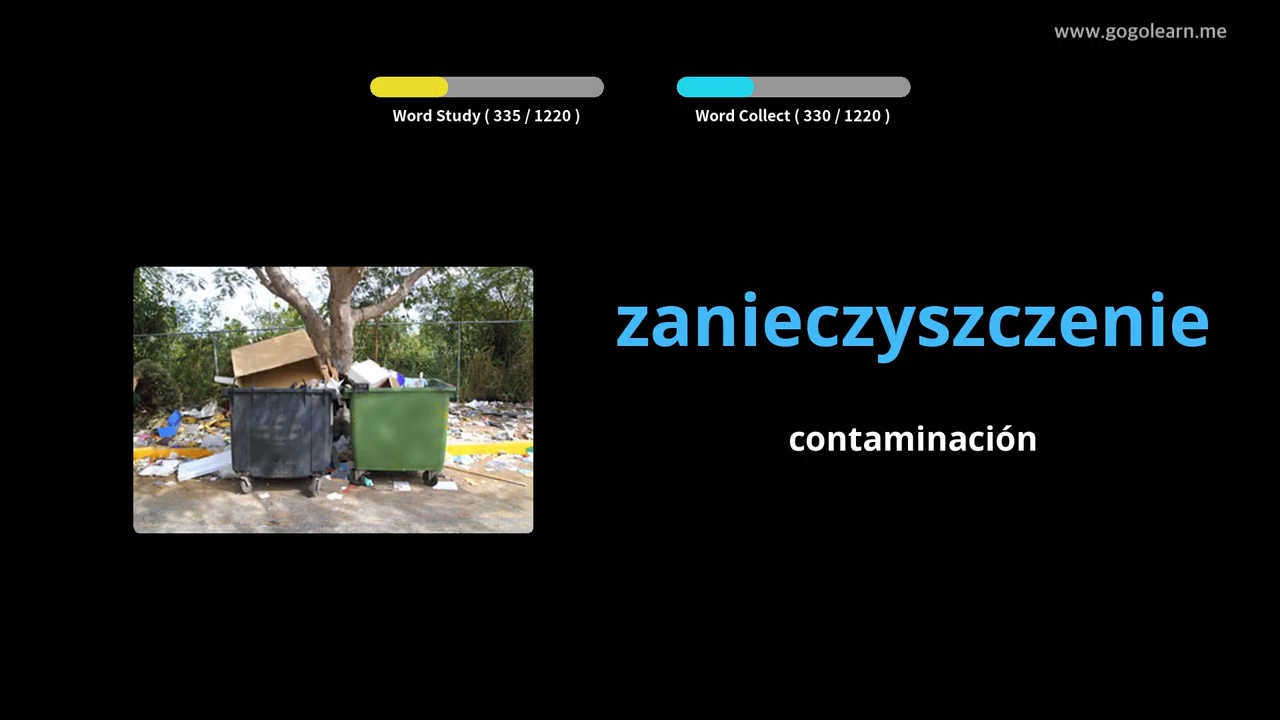 www.gogolearn.me
Word Study ( 335 / 1220 )
Word Collect ( 330 / 1220 )
zanieczyszczenie
contaminación